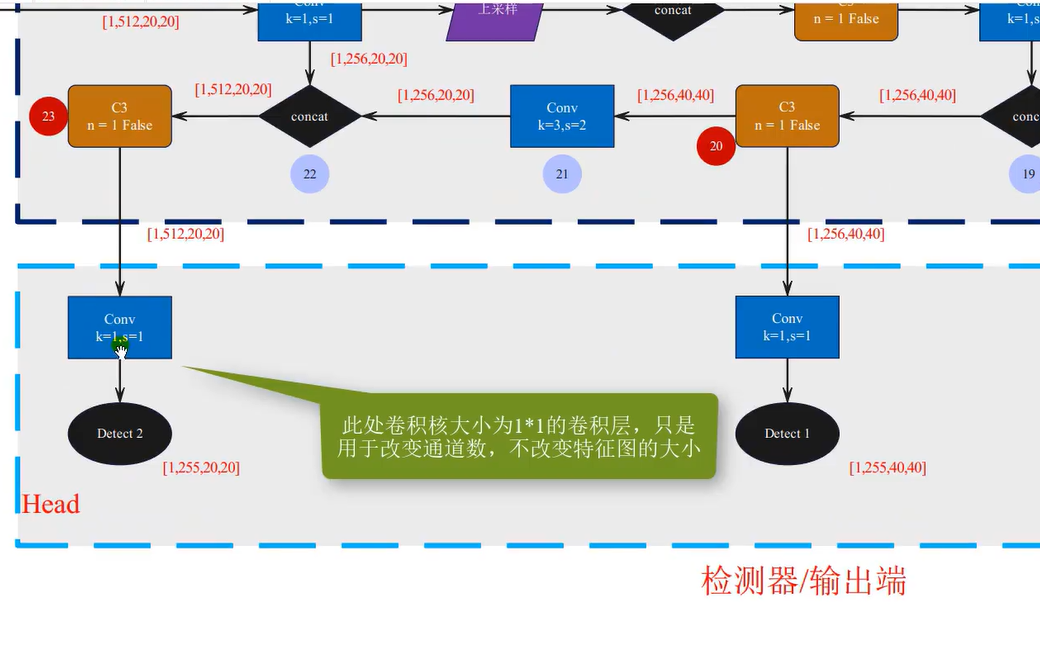 [1,512,20,20]
k=1,s=1
上采样
concat
n = 1 False
[1,256,20,20]
C3
n = 1 False
23
[1,512,20,20]
concat
22
[1,256,20,20]
Conv
k=3,s=2
21
[1,256,40,40]
C3
n = 1 False
20
[1,256,40,40]
conc
19
[1,512,20,20]
[1,256,40,40]
Conv
k=1,s=1
Conv
k=1,s=1
此处卷积核大小为1*1的卷积层，只是
用于改变通道数，不改变特征图的大小
Detect 2
Detect 1
[1,255,20,20]
[1,255,40,40]
Head
检测器/输出端